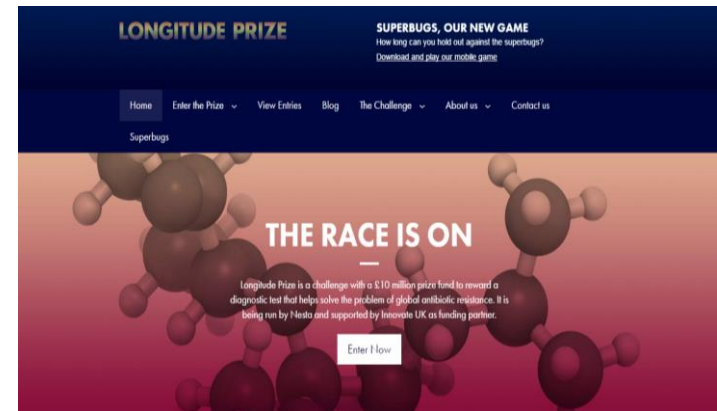 LONGITUDE PRIZE
SUPERBUGS, OUR NEW GAME
How long can you hold out against the superbugs?
Download and play our mobile game
Home Enter the Prize View Entries Blog The Challenge About us Contact us
Superbugs
THE RACE IS ON
Longitude Prize is a challenge with a £10 million prize fund to reward a
diagnostic test that helps solve the problem of global antibiotic resistance. It is
being run by Nesta and supported by Innovate UK as funding partner.
Enter Now